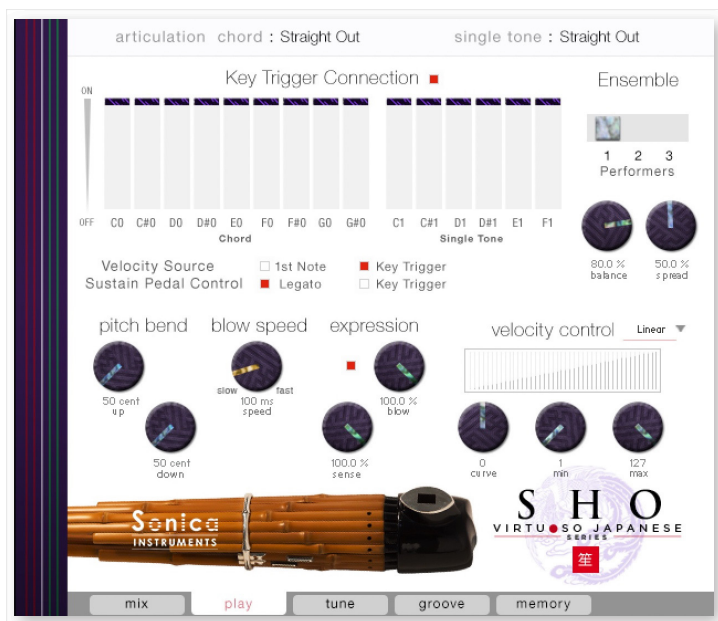 articulation chord : Straight Out single tone : Straight Out
Key Trigger Connection
Ensemble
ON
1 2 3
Performers
OFF C0 C#0 D0 D#0 E0 F0 F#0 G0 G#0 C1 C#1 D1 D#1 E1 F1
Chord Single Tone
80.0 % 50.0 %
balance spread
Velocity Source 1st Note Key Trigger
Sustain Pedal Control Legato Key Trigger
pitch bend blow speed expression velocity control Linear
slow fast
50 cent 100 ms 100.0 %
up speed blow
50 cent 100.0 % 0 1 127
down sense curve min max
Sonica
INSTRUMENTS
SHO
VIRTUOSO JAPANESE
SERIES
笙
mix play tune groove memory